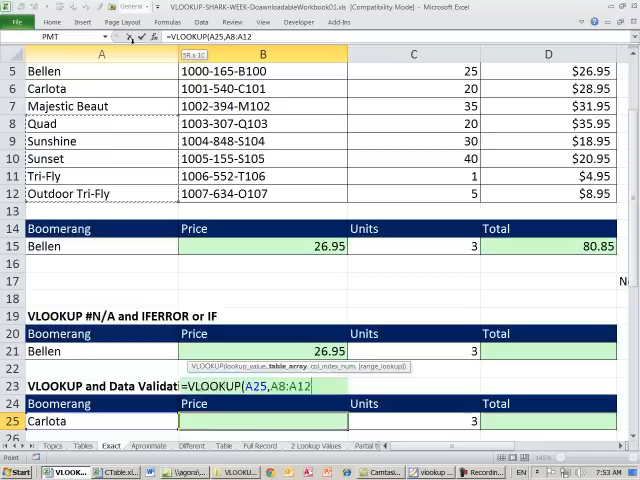 VLOOKUP-SHARK-WEEK-DoawnloadableWorkbook01.xls [Compatibility Mode]
General
File Home Insert Page Layout Formulas Data Review View Developer Add-Ins
PMT =VLOOKUP(A25,A8:A12
A 5R x 1C B C D
5 Bellen 1000-165-B100 25 $26.95
6 Carlota 1001-540-C101 20 $28.95
7 Majestic Beaut 1002-394-M102 35 $31.95
8 Quad 1003-307-Q103 20 $35.95
9 Sunshine 1004-848-S104 30 $18.95
10 Sunset 1005-155-S105 40 $20.95
11 Tri-Fly 1006-552-T106 1 $4.95
12 Outdoor Tri-Fly 1007-634-O107 5 $8.95
13
14 Boomerang Price Units Total
15 Bellen 26.95 3 80.85
16
17 N
18
19 VLOOKUP #N/A and IFERROR or IF
20 Boomerang Price Units Total
21 Bellen 26.95 3
22 VLOOKUP(lookup_value, table_array, col_index_num, [range_lookup])
23 VLOOKUP and Data Validati =VLOOKUP(A25,A8:A12
24 Boomerang Price Units Total
25 Carlota 3
26
Topics Tables Exact Aproximate Different Table Full Record 2 Lookup Values Partial t
Point 145%
Start VLOOKUP... CTable.xl... \\agora\... VLOOKU... Camtasi... vlookup ... Recordin... EN 7:53 AM